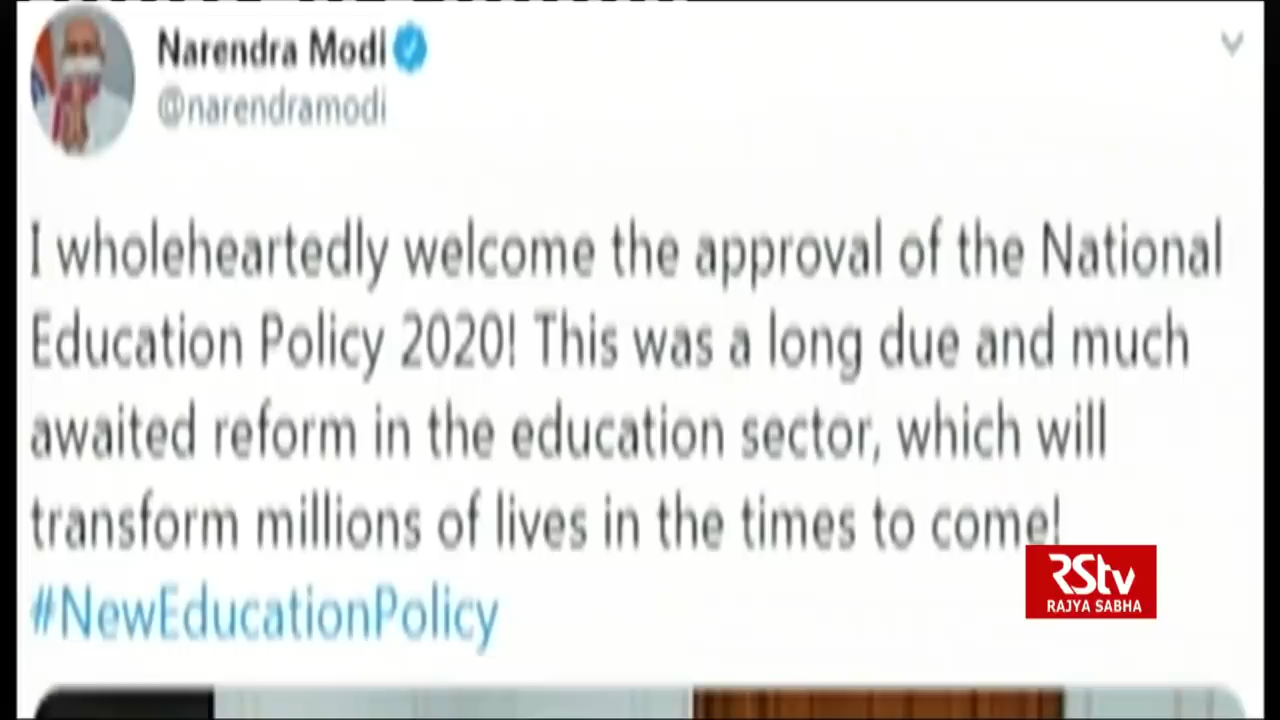 Narendra Modi
@narendramodi
I wholeheartedly welcome the approval of the National
Education Policy 2020! This was a long due and much
awaited reform in the education sector, which will
transform millions of lives in the times to come!
#NewEducationPolicy
RStv
RAJYA SABHA